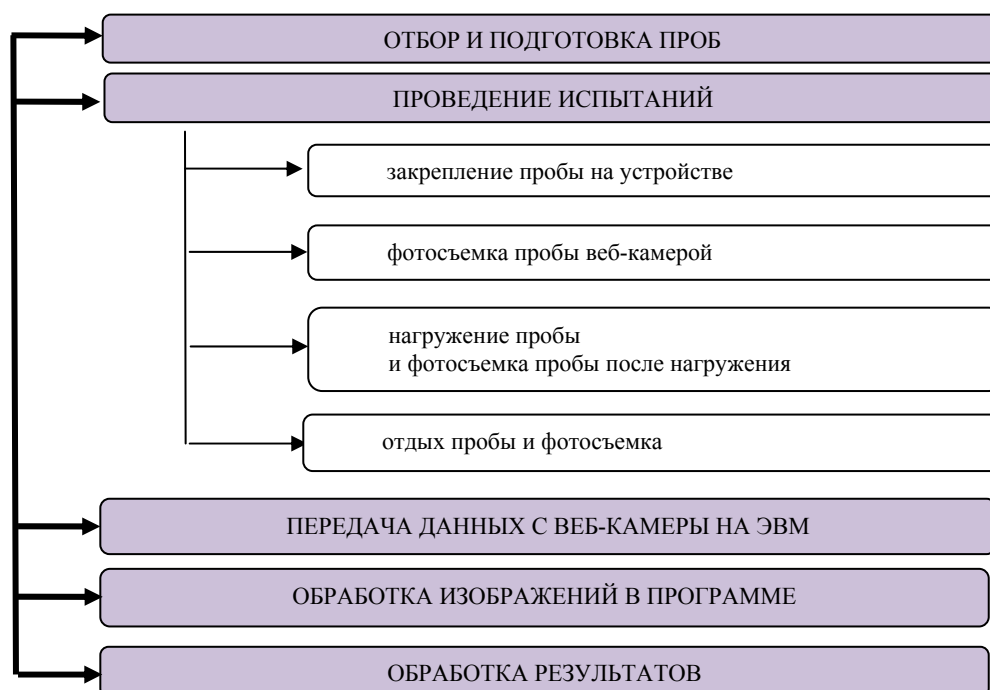 ОТБОР И ПОДГОТОВКА ПРОБ
ПРОВЕДЕНИЕ ИСПЫТАНИЙ
закрепление пробы на устройстве
фотосъемка пробы веб-камерой
нагружение пробы
и фотосъемка пробы после нагружения
отдых пробы и фотосъемка
ПЕРЕДАЧА ДАННЫХ С ВЕБ-КАМЕРЫ НА ЭВМ
ОБРАБОТКА ИЗОБРАЖЕНИЙ В ПРОГРАММЕ
ОБРАБОТКА РЕЗУЛЬТАТОВ